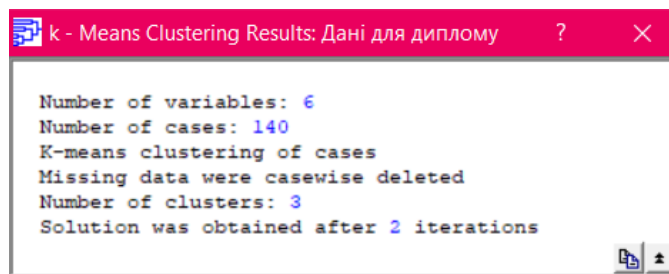 k - Means Clustering Results: Дані для диплому ? ×
Number of variables: 6
Number of cases: 140
K-means clustering of cases
Missing data were casewise deleted
Number of clusters: 3
Solution was obtained after 2 iterations